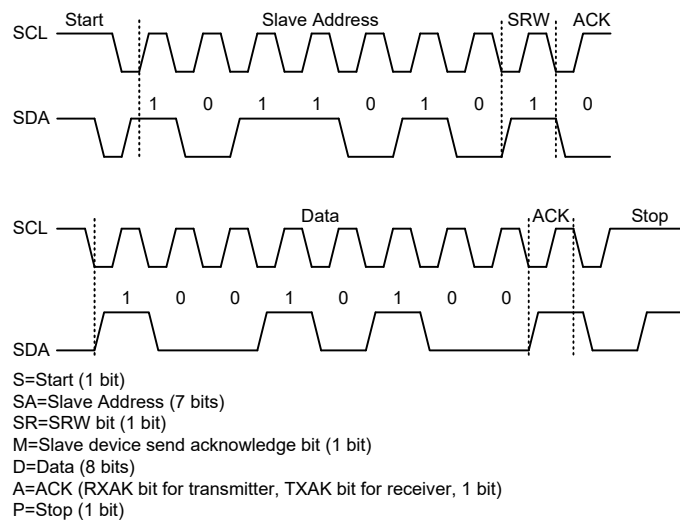 Start Slave Address SRW ACK
SCL
1 0 1 1 0 1 0 1 0
SDA
Data ACK Stop
SCL
1 0 0 1 0 1 0 0
SDA
S=Start (1 bit)
SA=Slave Address (7 bits)
SR=SRW bit (1 bit)
M=Slave device send acknowledge bit (1 bit)
D=Data (8 bits)
A=ACK (RXAK bit for transmitter, TXAK bit for receiver, 1 bit)
P=Stop (1 bit)